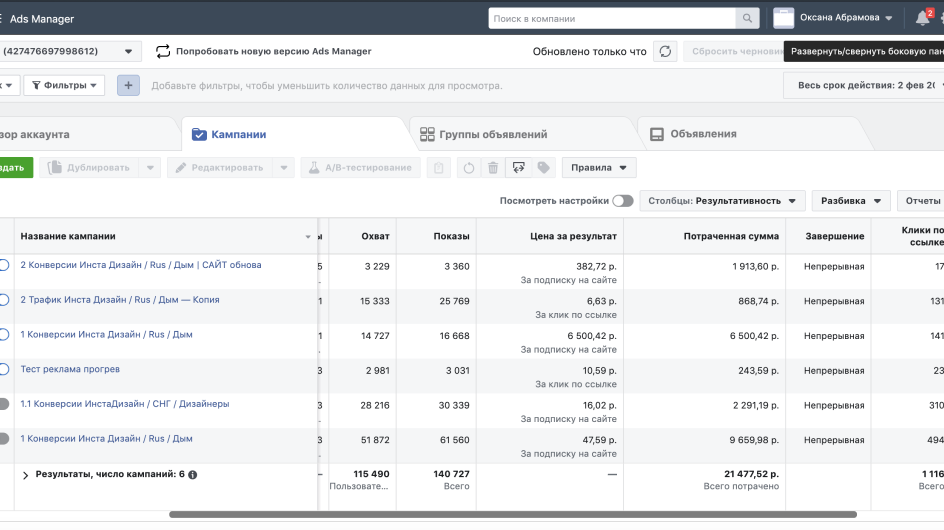 Ads Manager
Поиск в компании
Оксана Абрамова
2
(427476697998612)
Попробовать новую версию Ads Manager
Обновлено только что
Сбросить черновик
Развернуть/свернуть боковую пан
Фильтры
+ Добавьте фильтры, чтобы уменьшить количество данных для просмотра.
Весь срок действия: 2 фев 20
зор аккаунта
Кампании
Группы объявлений
Объявления
здать
Дублировать
Редактировать
A/B-тестирование
Правила
Посмотреть настройки
Столбцы: Результативность
Разбивка
Отчеты
Название кампании
Охват
Показы
Цена за результат
Потраченная сумма
Завершение
Клики по
ссылке
2 Конверсии Инста Дизайн / Rus / Дым | САЙТ обнова
5 3 229 3 360 382,72 р. 1 913,60 р. Непрерывная 17
За подписку на сайте
2 Трафик Инста Дизайн / Rus / Дым — Копия
1 15 333 25 769 6,63 р. 868,74 р. Непрерывная 131
За клик по ссылке
1 Конверсии Инста Дизайн / Rus / Дым
1 14 727 16 668 6 500,42 р. 6 500,42 р. Непрерывная 141
За подписку на сайте
Тест реклама прогрев
3 2 981 3 031 10,59 р. 243,59 р. Непрерывная 23
За клик по ссылке
1.1 Конверсии ИнстаДизайн / СНГ / Дизайнеры
3 28 216 30 339 16,02 р. 2 291,19 р. Непрерывная 310
За подписку на сайте
1 Конверсии Инста Дизайн / Rus / Дым
3 51 872 61 560 47,59 р. 9 659,98 р. Непрерывная 494
За подписку на сайте
Результаты, число кампаний: 6
— 115 490 140 727 — 21 477,52 р. 1 116
Пользовате... Всего Всего потрачено Всего